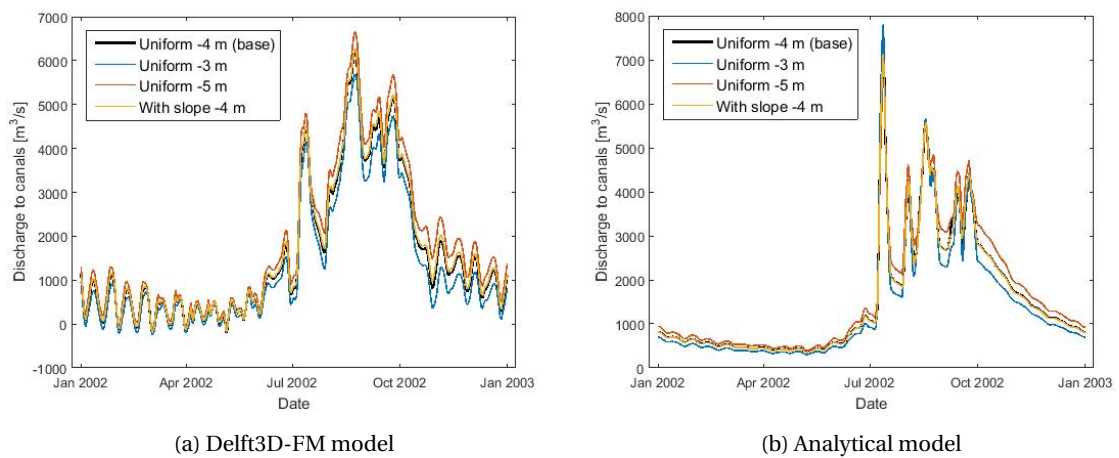 7000
6000
5000
4000
3000
2000
1000
0
-1000
Discharge to canals [m³/s]
Uniform -4 m (base)
Uniform -3 m
Uniform -5 m
With slope -4 m
Jan 2002
Apr 2002
Jul 2002
Oct 2002
Jan 2003
Date
(a) Delft3D-FM model
8000
7000
6000
5000
4000
3000
2000
1000
0
Discharge to canals [m³/s]
Uniform -4 m (base)
Uniform -3 m
Uniform -5 m
With slope -4 m
Jan 2002
Apr 2002
Jul 2002
Oct 2002
Jan 2003
Date
(b) Analytical model